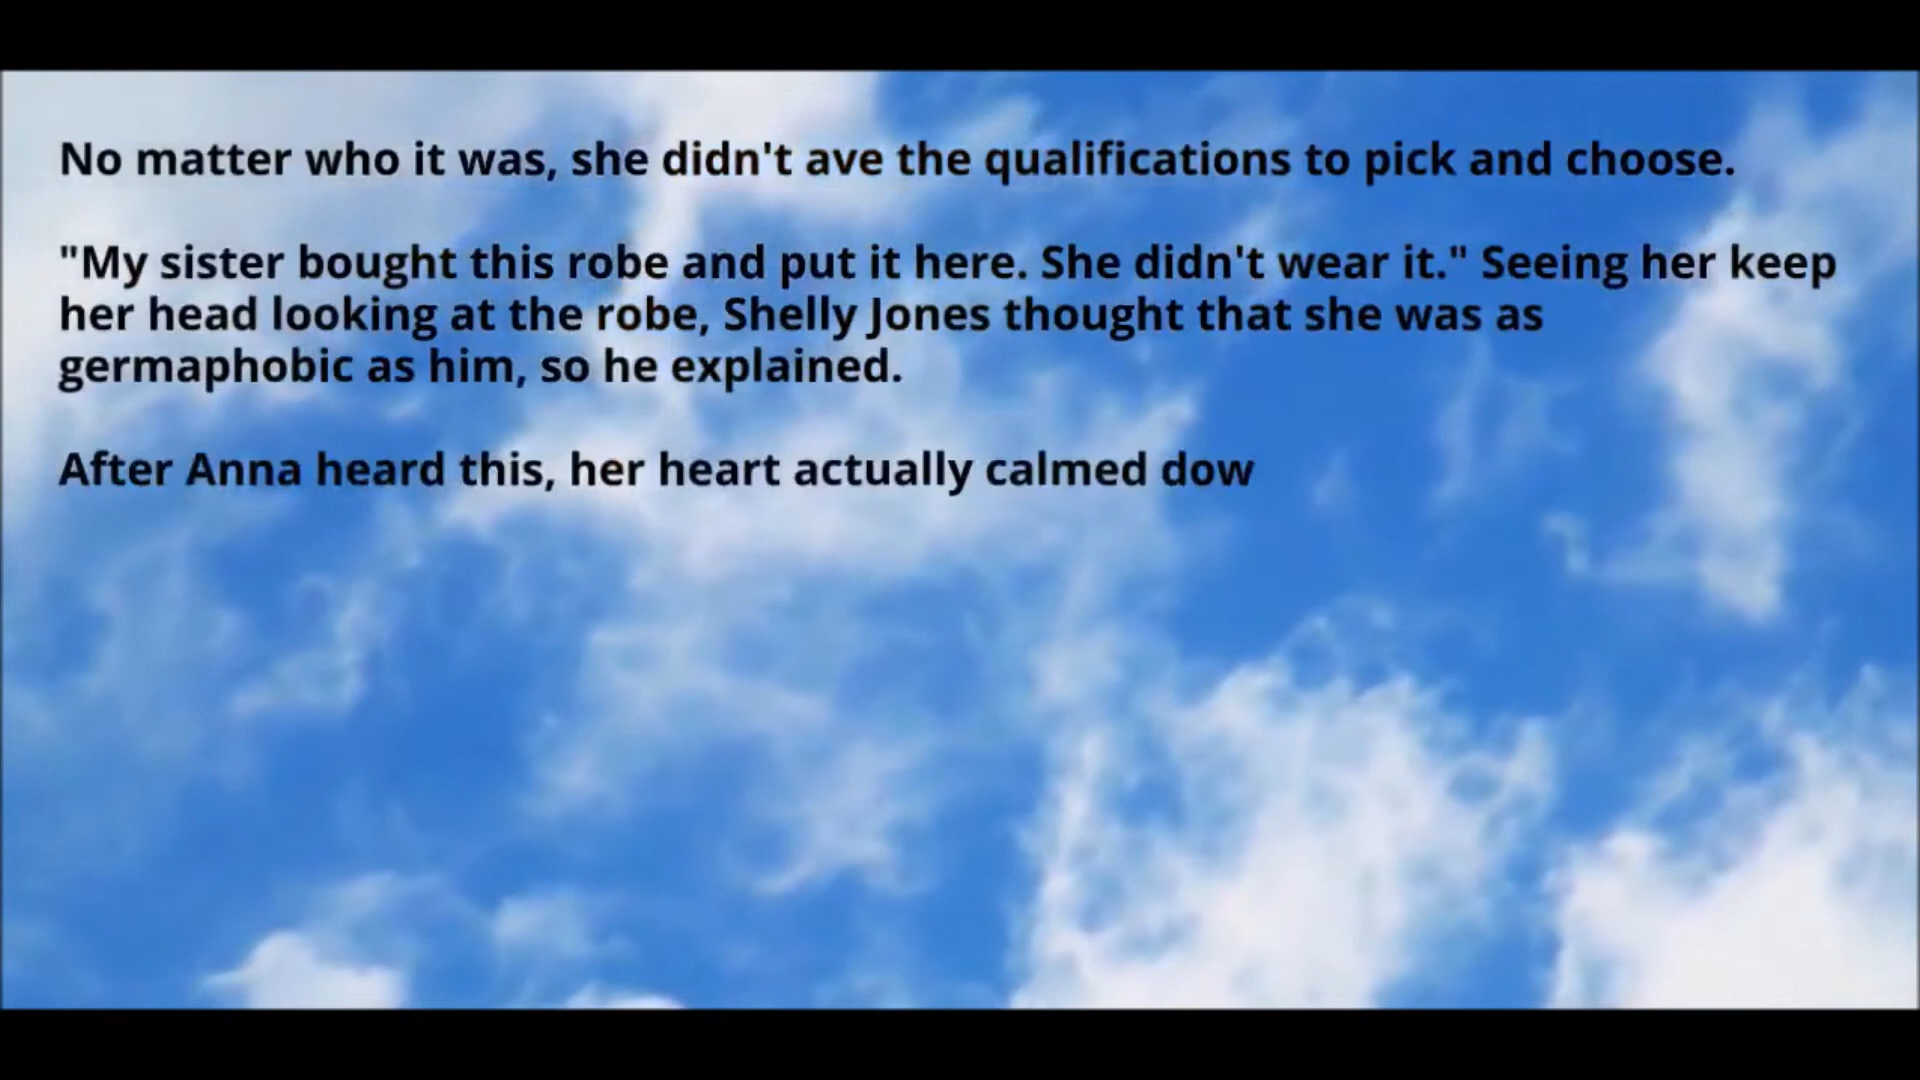 No matter who it was, she didn't ave the qualifications to pick and choose.
"My sister bought this robe and put it here. She didn't wear it." Seeing her keep
her head looking at the robe, Shelly Jones thought that she was as
germaphobic as him, so he explained.
After Anna heard this, her heart actually calmed dow